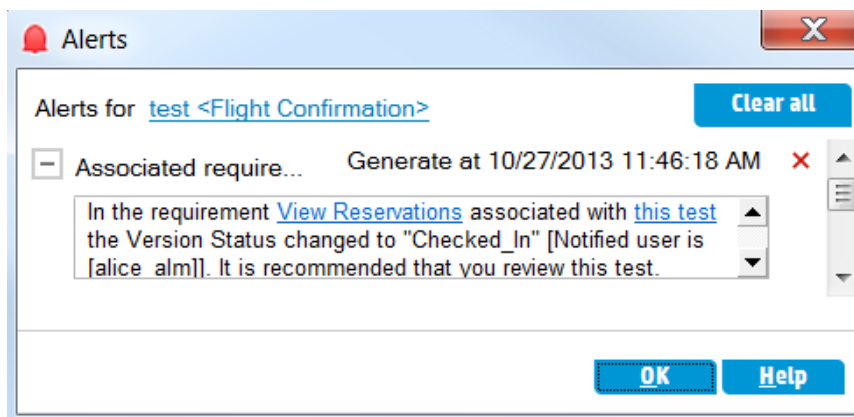 Alerts
Alerts for test <Flight Confirmation>
Clear all
Associated require... Generate at 10/27/2013 11:46:18 AM
In the requirement View Reservations associated with this test
the Version Status changed to "Checked_In" [Notified user is
[alice_alm]]. It is recommended that you review this test.
OK Help